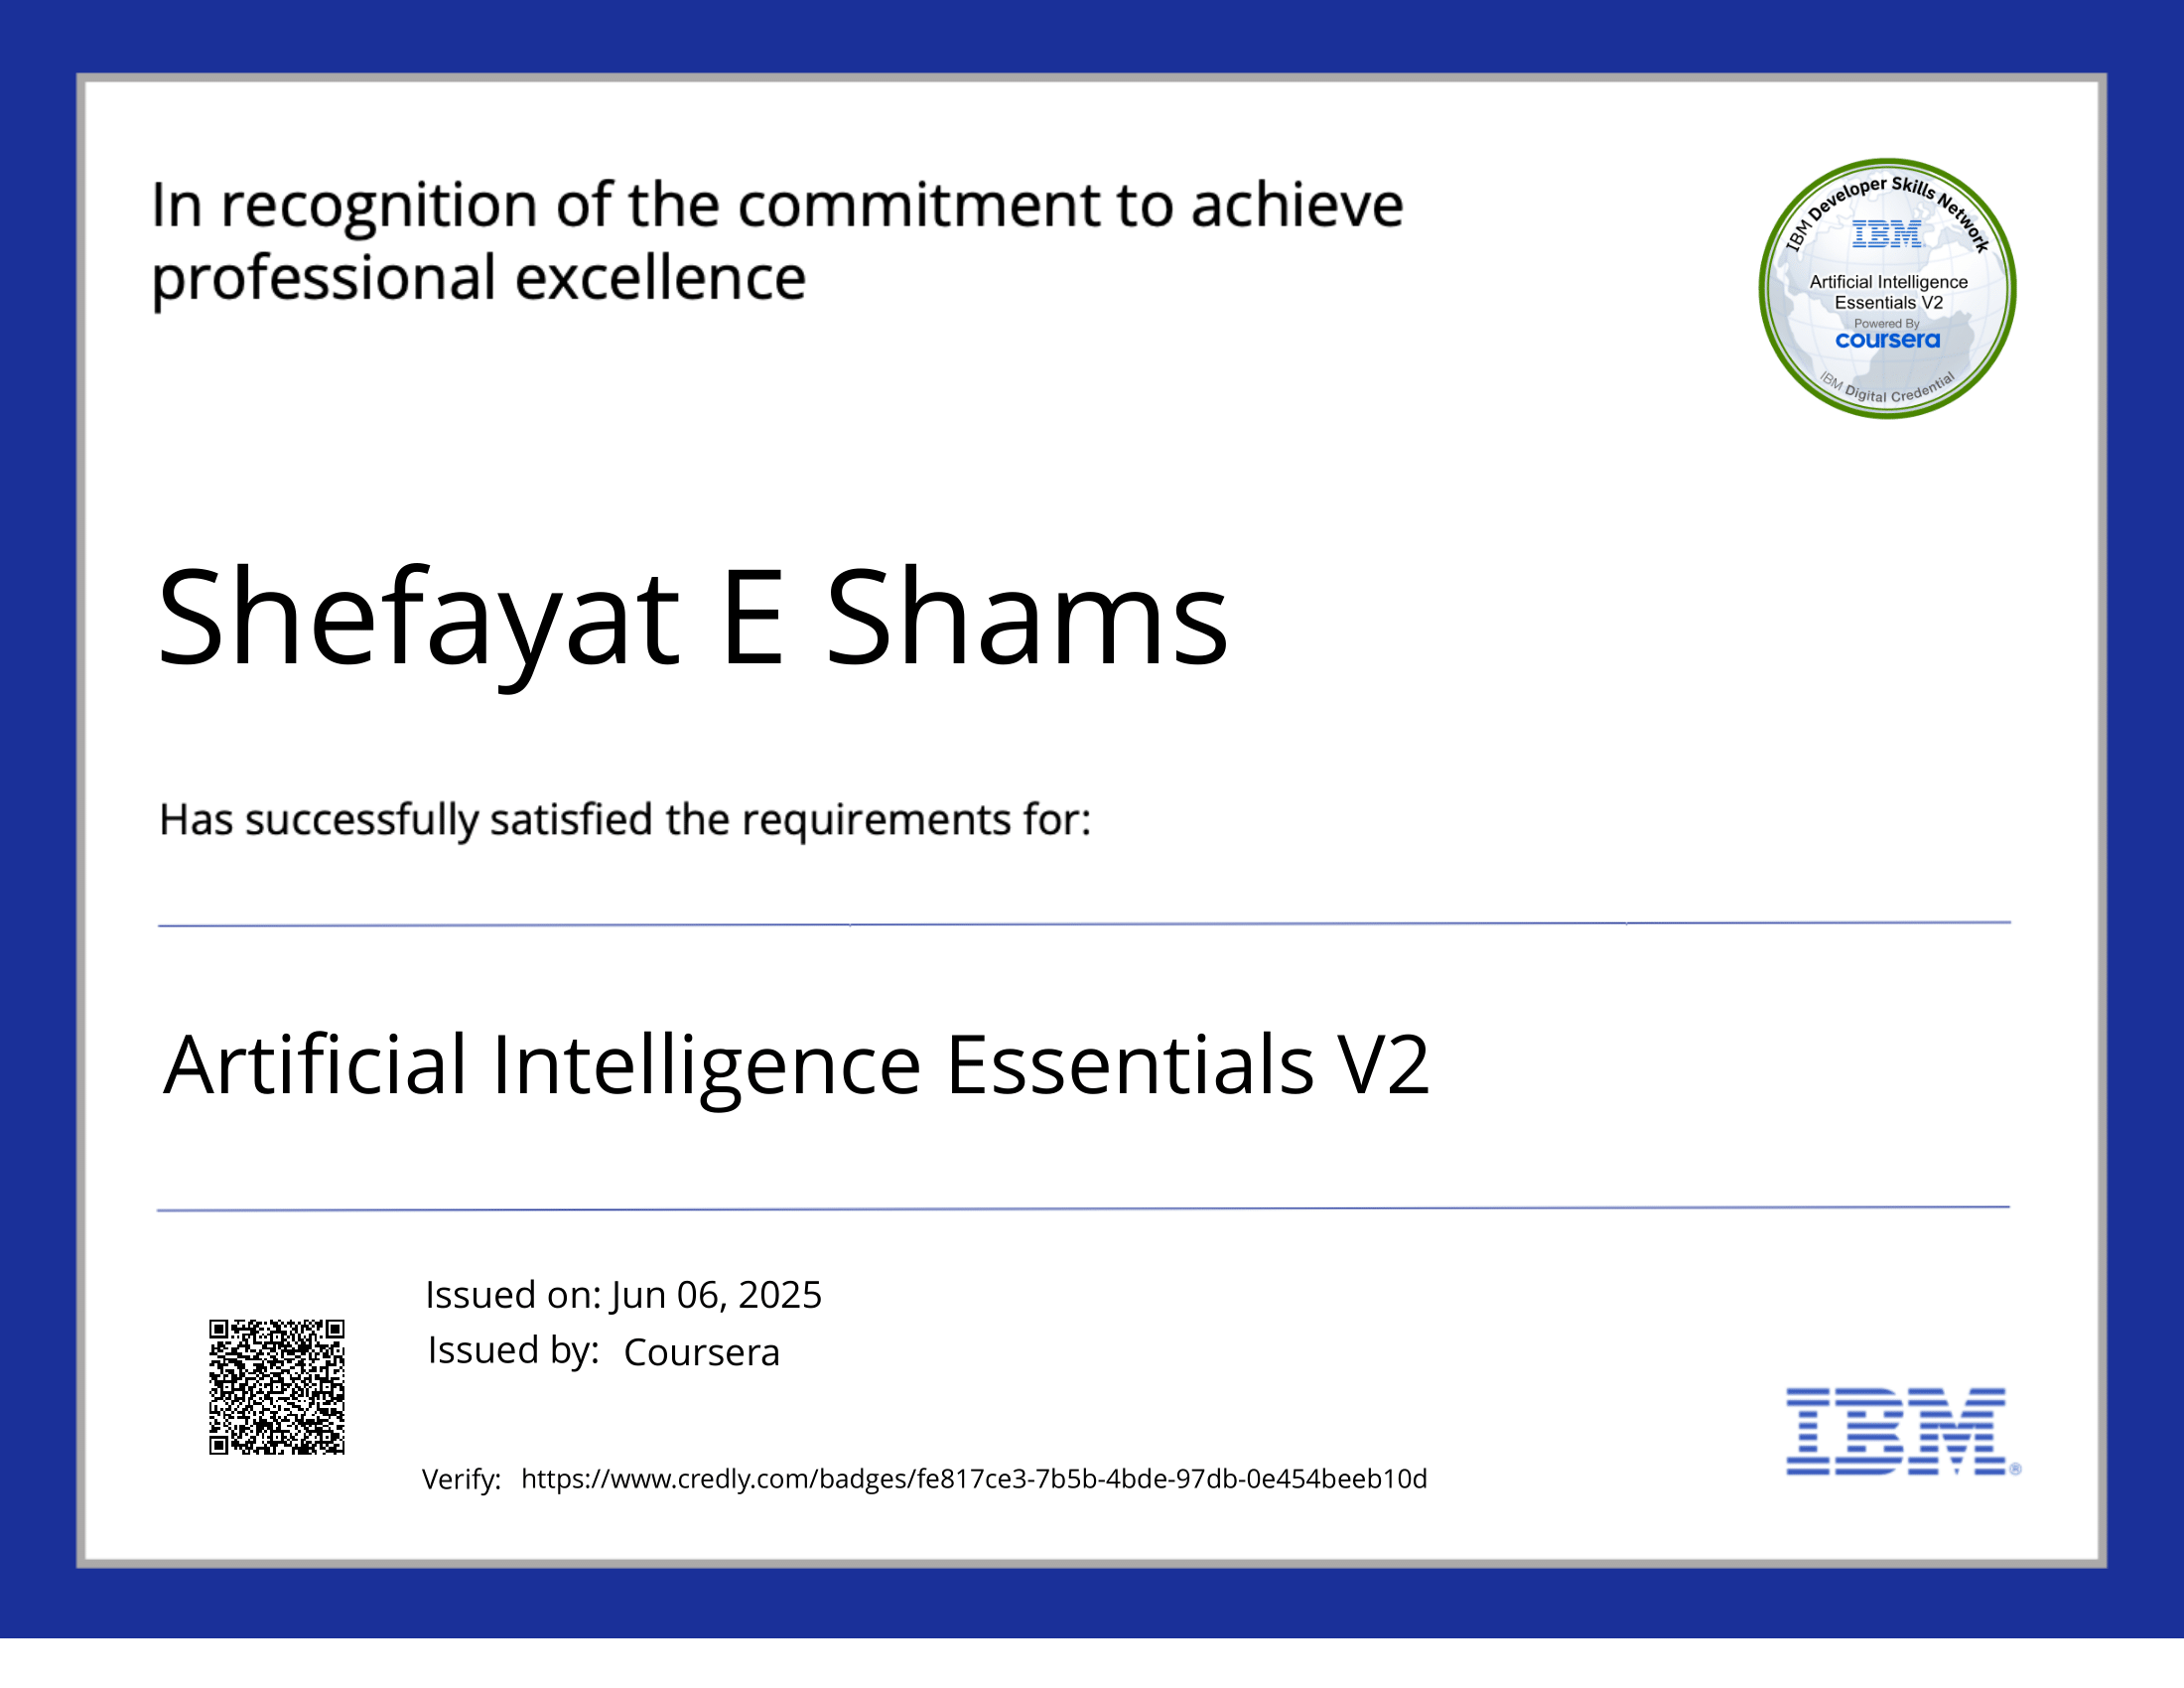 In recognition of the commitment to achieve
professional excellence
IBM Developer Skills Network
IBM
Artificial Intelligence
Essentials V2
Powered By
coursera
IBM Digital Credential
Shefayat E Shams
Has successfully satisfied the requirements for:
Artificial Intelligence Essentials V2
Issued on: Jun 06, 2025
Issued by: Coursera
Verify: https://www.credly.com/badges/fe817ce3-7b5b-4bde-97db-0e454beeb10d
IBM®